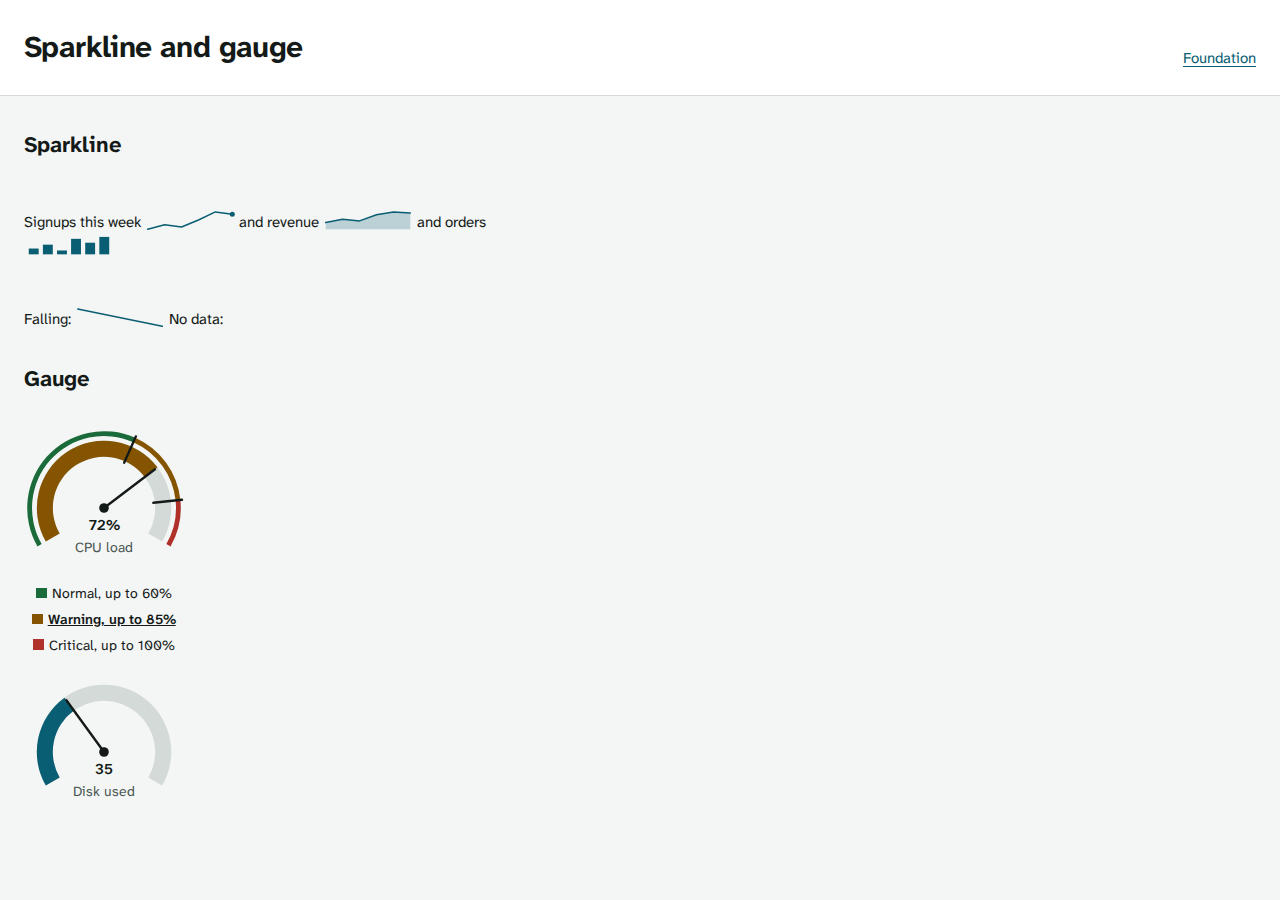 Sparkline and gauge
Foundation
Sparkline
Signups this week and revenue and orders
Falling: No data:
Gauge
72%
CPU load
Normal, up to 60%
Warning, up to 85%
Critical, up to 100%
35
Disk used